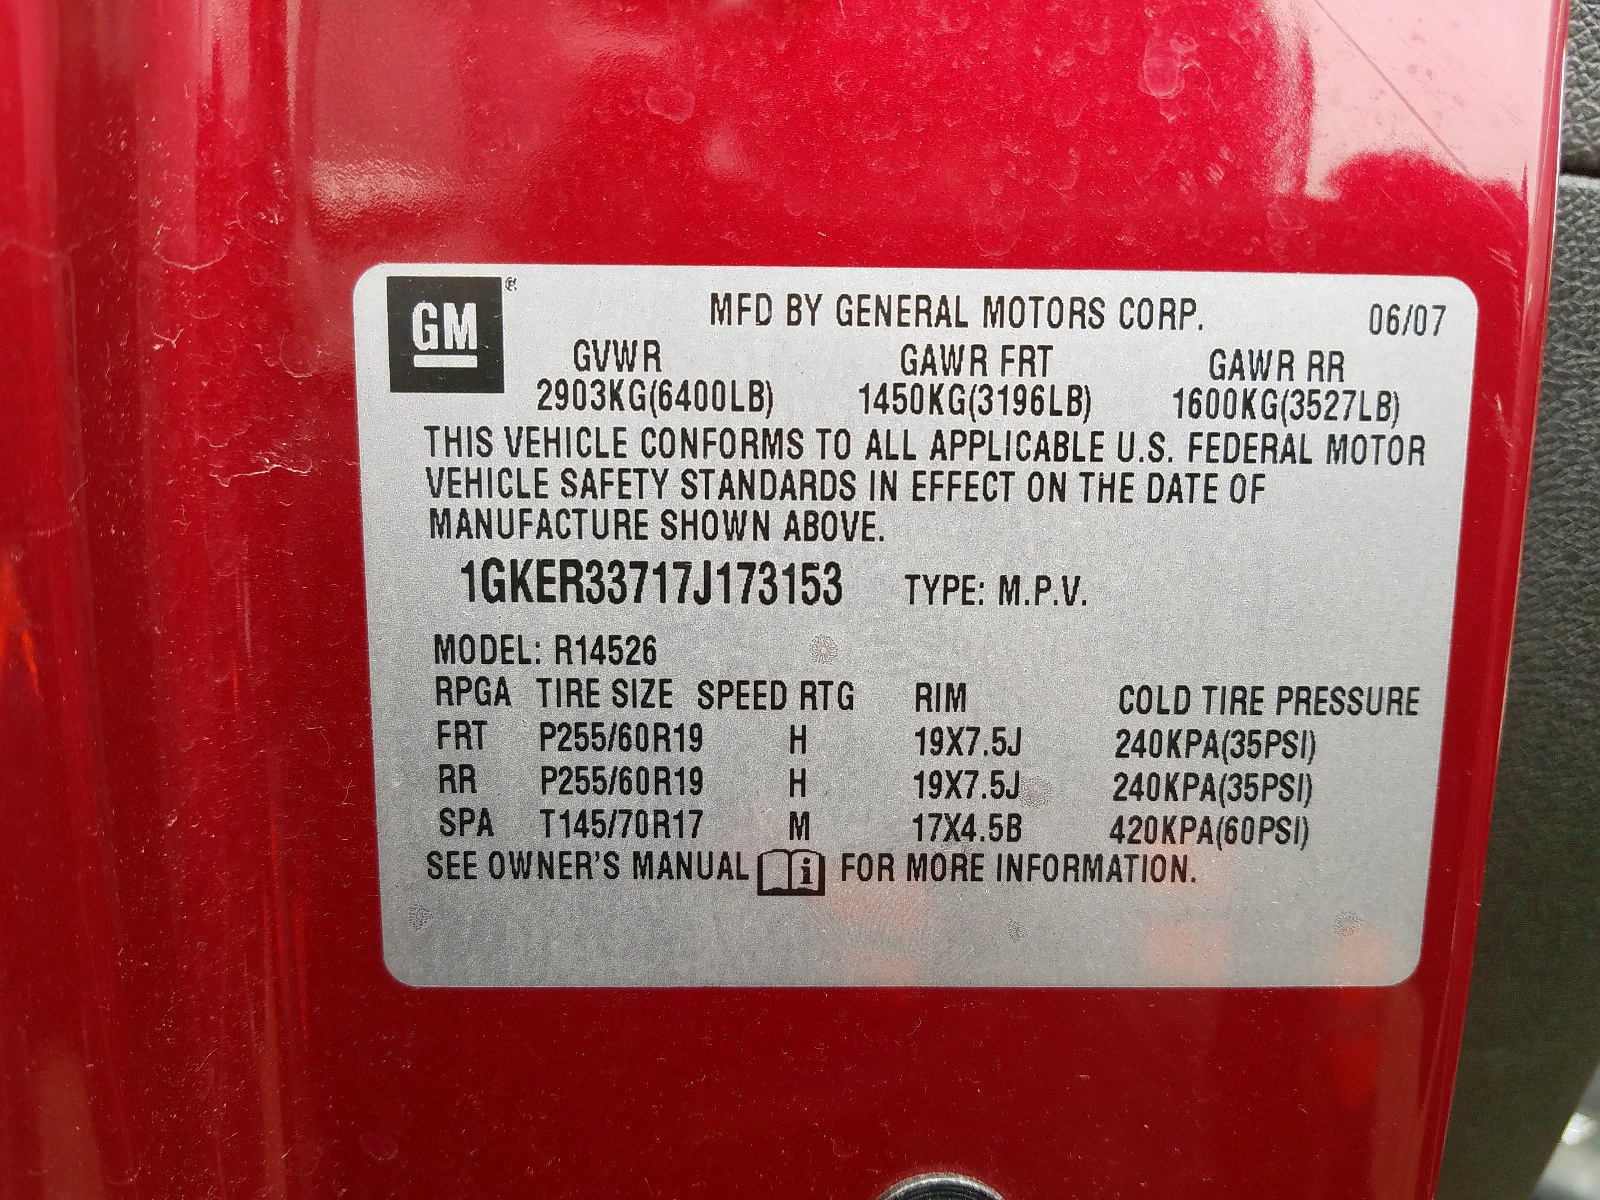 GM ®
MFD BY GENERAL MOTORS CORP. 06/07
GVWR GAWR FRT GAWR RR
2903KG(6400LB) 1450KG(3196LB) 1600KG(3527LB)
THIS VEHICLE CONFORMS TO ALL APPLICABLE U.S. FEDERAL MOTOR
VEHICLE SAFETY STANDARDS IN EFFECT ON THE DATE OF
MANUFACTURE SHOWN ABOVE.
1GKER33717J173153 TYPE: M.P.V.
MODEL: R14526
RPGA TIRE SIZE SPEED RTG RIM COLD TIRE PRESSURE
FRT P255/60R19 H 19X7.5J 240KPA(35PSI)
RR P255/60R19 H 19X7.5J 240KPA(35PSI)
SPA T145/70R17 M 17X4.5B 420KPA(60PSI)
SEE OWNER'S MANUAL i FOR MORE INFORMATION.